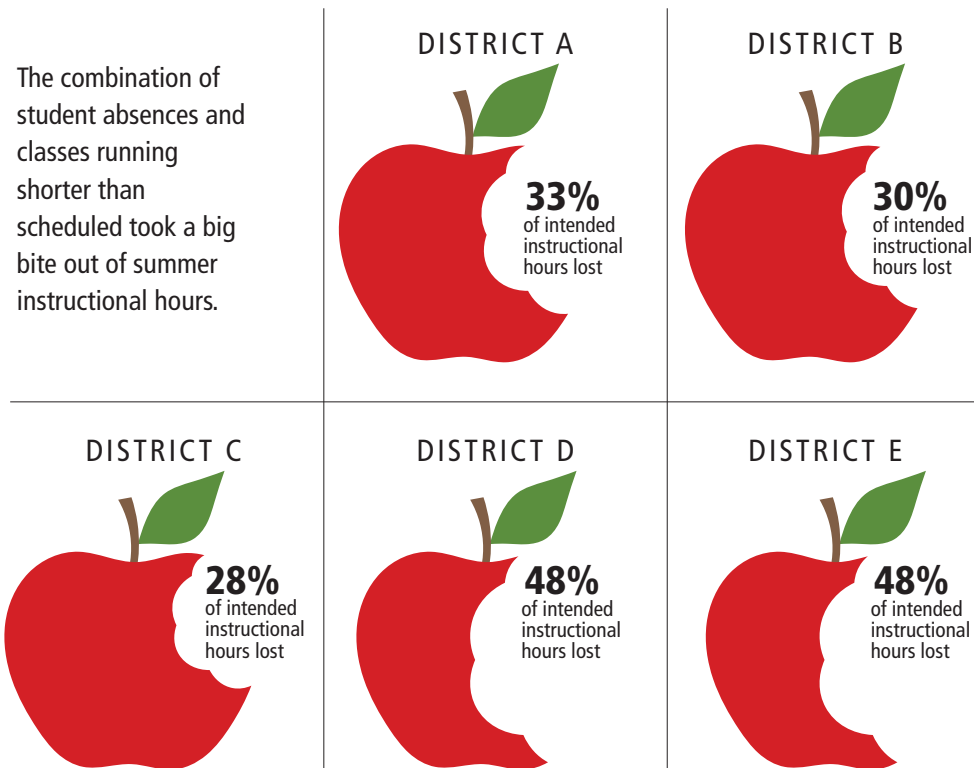 The combination of
student absences and
classes running
shorter than
scheduled took a big
bite out of summer
instructional hours.
DISTRICT A
33%
of intended
instructional
hours lost
DISTRICT B
30%
of intended
instructional
hours lost
DISTRICT C
28%
of intended
instructional
hours lost
DISTRICT D
48%
of intended
instructional
hours lost
DISTRICT E
48%
of intended
instructional
hours lost